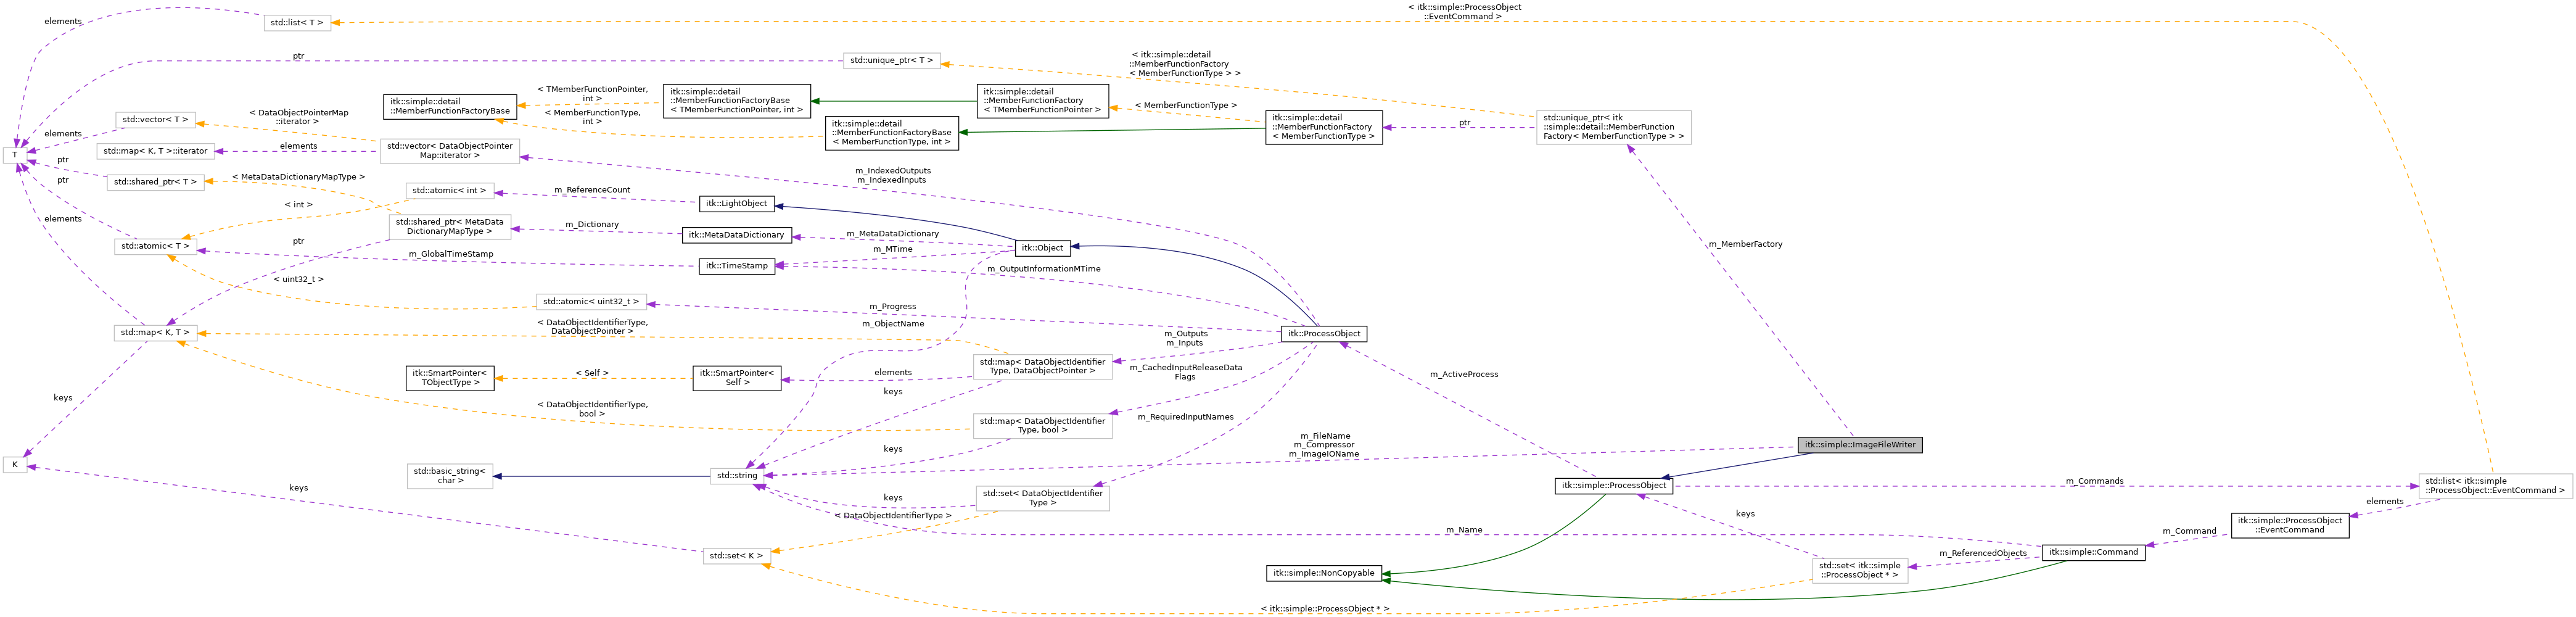 elements
std::list< T >
< itk::simple::ProcessObject
::EventCommand >
ptr
std::unique_ptr< T >
< itk::simple::detail
::MemberFunctionFactory
< MemberFunctionType > >
itk::simple::detail
::MemberFunctionFactoryBase
< TMemberFunctionPointer,
int >
itk::simple::detail
::MemberFunctionFactoryBase
< TMemberFunctionPointer, int >
itk::simple::detail
::MemberFunctionFactory
< TMemberFunctionPointer >
< MemberFunctionType >
< MemberFunctionType,
int >
itk::simple::detail
::MemberFunctionFactoryBase
< MemberFunctionType, int >
itk::simple::detail
::MemberFunctionFactory
< MemberFunctionType >
ptr
std::unique_ptr< itk
::simple::detail::MemberFunction
Factory< MemberFunctionType > >
std::vector< T >
< DataObjectPointerMap
::iterator >
elements
std::map< K, T >::iterator
elements
std::vector< DataObjectPointer
Map::iterator >
T
ptr
std::shared_ptr< T >
< MetaDataDictionaryMapType >
ptr
m_IndexedOutputs
m_IndexedInputs
std::atomic< int >
m_ReferenceCount
itk::LightObject
elements
< int >
std::shared_ptr< MetaData
DictionaryMapType >
m_Dictionary
itk::MetaDataDictionary
m_MetaDataDictionary
itk::Object
std::atomic< T >
ptr
m_GlobalTimeStamp
itk::TimeStamp
m_MTime
m_OutputInformationMTime
m_MemberFactory
< uint32_t >
std::atomic< uint32_t >
m_Progress
m_ObjectName
std::map< K, T >
< DataObjectIdentifierType,
DataObjectPointer >
itk::ProcessObject
m_Outputs
m_Inputs
std::map< DataObjectIdentifier
Type, DataObjectPointer >
itk::SmartPointer<
TObjectType >
< Self >
itk::SmartPointer<
Self >
elements
keys
m_CachedInputReleaseData
Flags
m_ActiveProcess
keys
< DataObjectIdentifierType,
bool >
std::map< DataObjectIdentifier
Type, bool >
m_RequiredInputNames
keys
m_FileName
m_Compressor
m_ImageIOName
itk::simple::ImageFileWriter
K
std::basic_string<
char >
std::string
itk::simple::ProcessObject
m_Commands
std::list< itk::simple
::ProcessObject::EventCommand >
keys
keys
std::set< DataObjectIdentifier
Type >
< DataObjectIdentifierType >
keys
elements
itk::simple::ProcessObject
::EventCommand
m_Name
m_Command
std::set< K >
itk::simple::NonCopyable
std::set< itk::simple
::ProcessObject * >
m_ReferencedObjects
itk::simple::Command
< itk::simple::ProcessObject * >